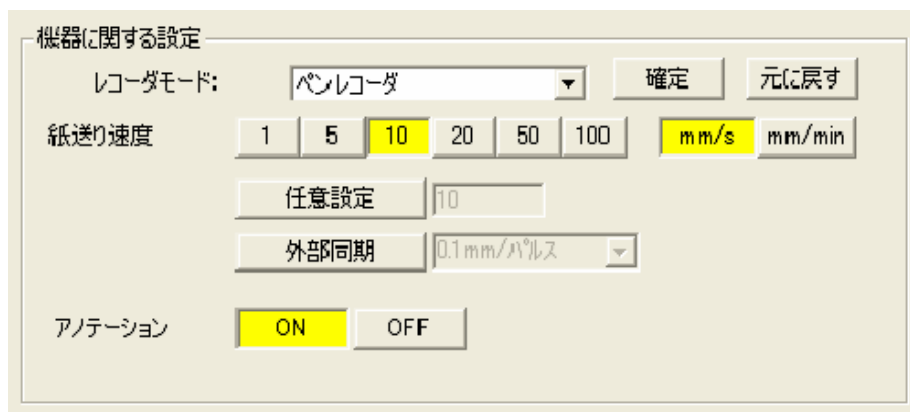 機器に関する設定
レコーダモード: ペンレコーダ 確定 元に戻す
紙送り速度 1 5 10 20 50 100 mm/s mm/min
任意設定 10
外部同期 0.1mm/パルス
アノテーション ON OFF